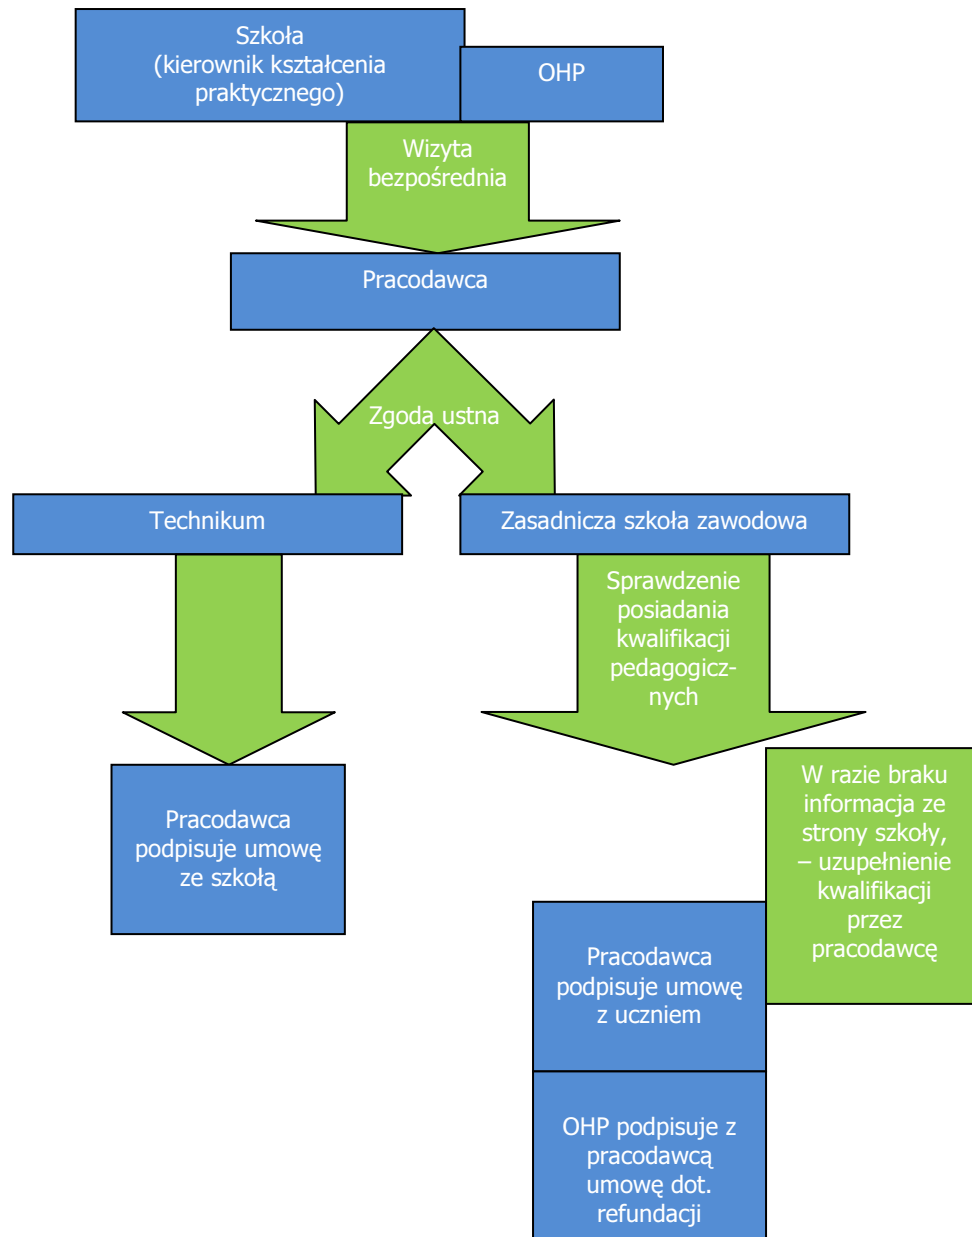 Szkoła
(kierownik kształcenia
praktycznego)
OHP
Wizyta
bezpośrednia
Pracodawca
Zgoda ustna
Technikum
Zasadnicza szkoła zawodowa
Sprawdzenie
posiadania
kwalifikacji
pedagogicz-
nych
Pracodawca
podpisuje umowę
ze szkołą
W razie braku
informacja ze
strony szkoły,
– uzupełnienie
kwalifikacji
przez
pracodawcę
Pracodawca
podpisuje umowę
z uczniem
OHP podpisuje z
pracodawcą
umowę dot.
refundacji